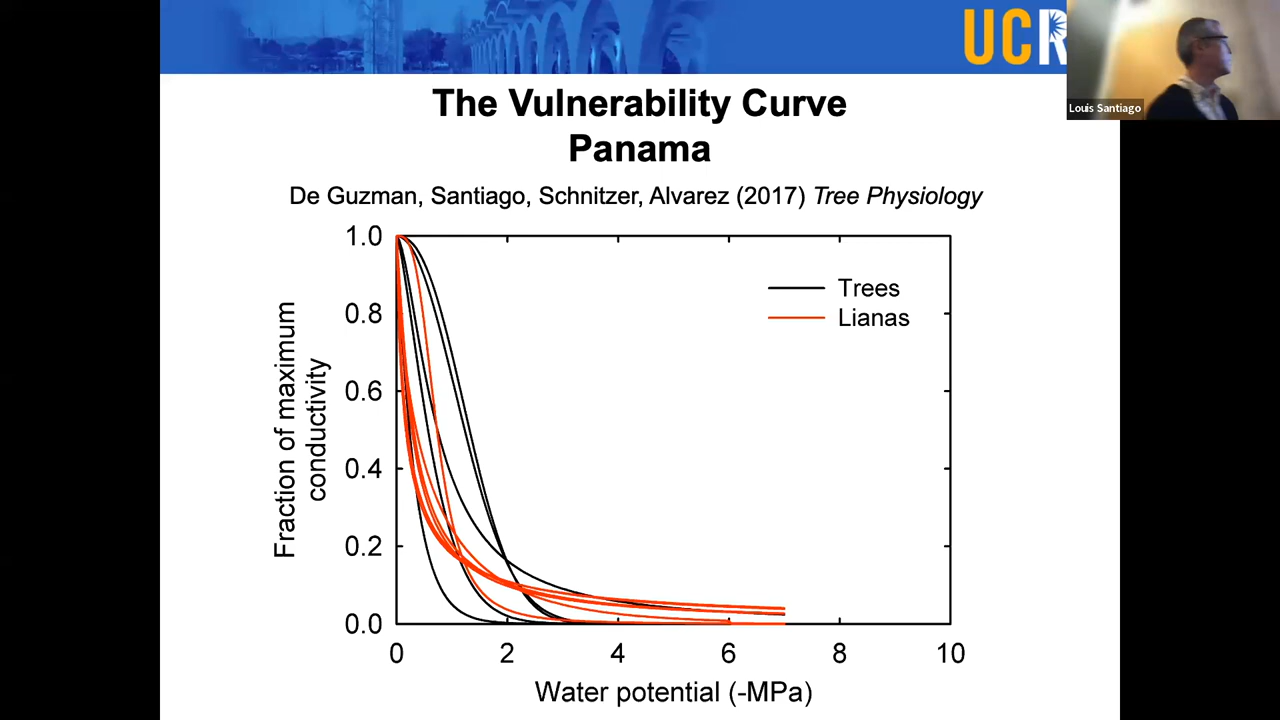 UCR
Louis Santiago
The Vulnerability Curve
Panama
De Guzman, Santiago, Schnitzer, Alvarez (2017) Tree Physiology
Fraction of maximum
conductivity
1.0
0.8
0.6
0.4
0.2
0.0
Trees
Lianas
0 2 4 6 8 10
Water potential (-MPa)